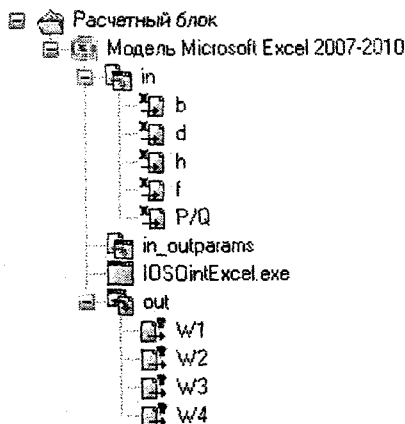 Расчетный блок
Модель Microsoft Excel 2007-2010
in
b
d
h
f
P/Q
in_outparams
IOSOintExcel.exe
out
W1
W2
W3
W4